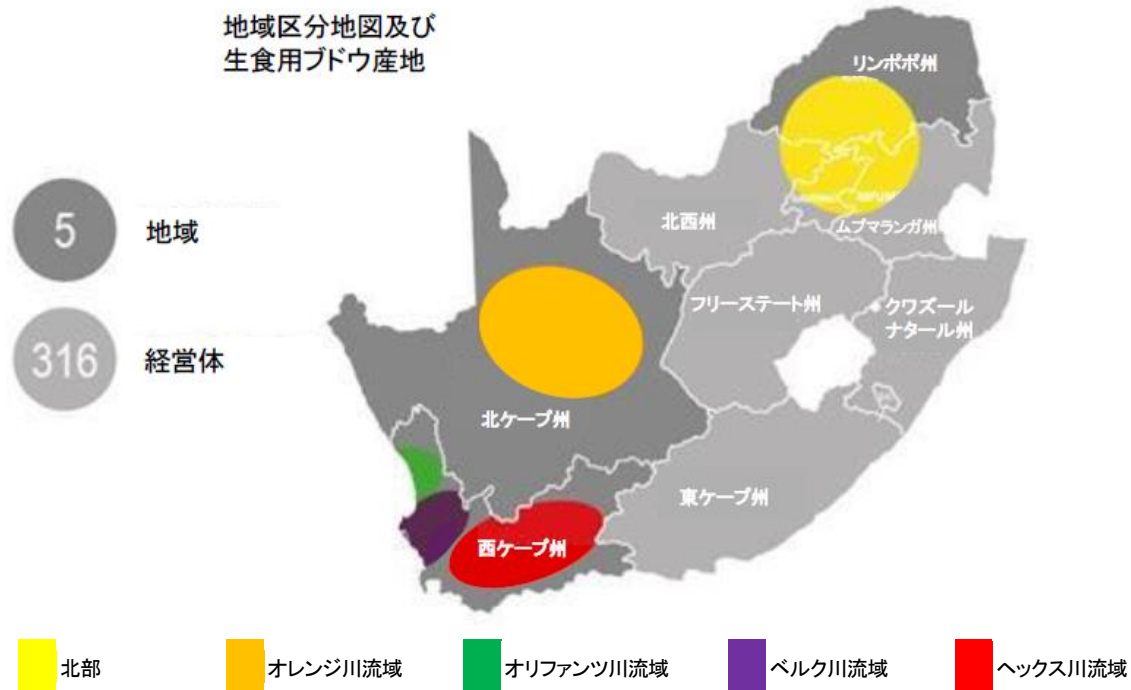 地域区分地図及び
生食用ブドウ産地
リンポポ州
5
地域
北西州
ムプマランガ州
フリーステート州
クワズール
ナタール州
316
経営体
北ケープ州
東ケープ州
西ケープ州
北部
オレンジ川流域
オリファンツ川流域
ベルク川流域
ヘックス川流域